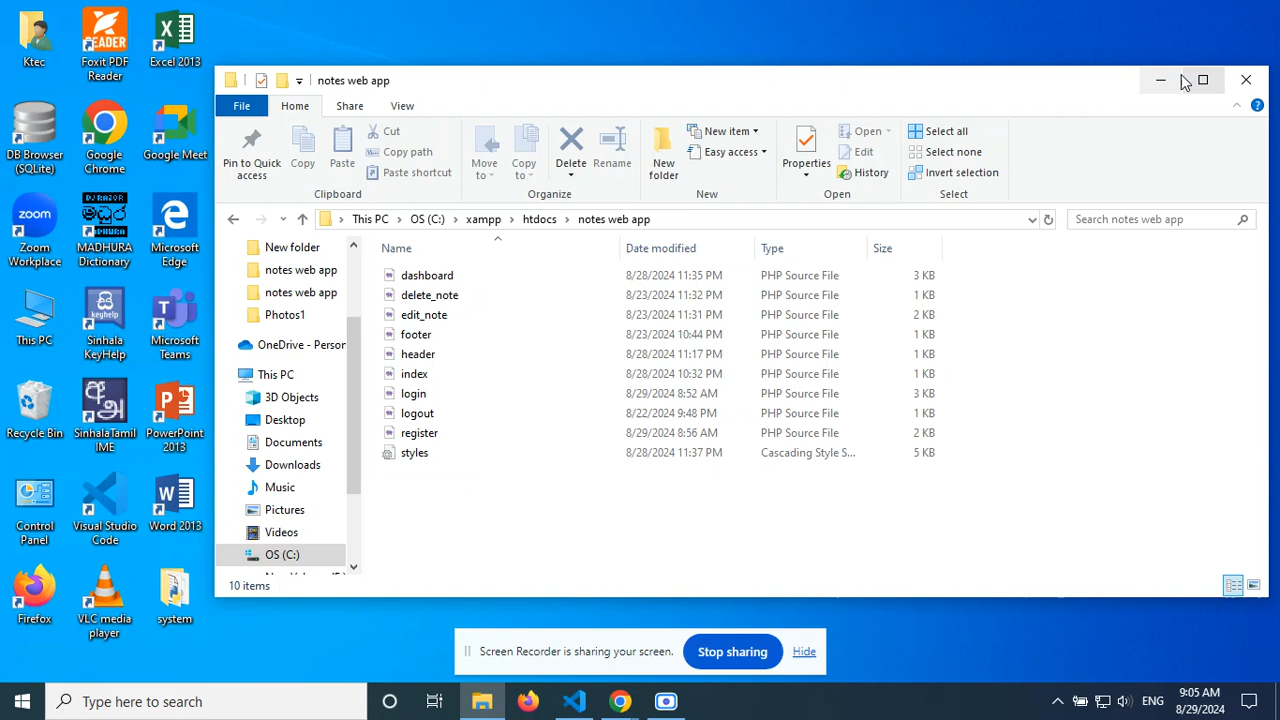 Ktec
Foxit PDF
Reader
Excel 2013
DB Browser
(SQLite)
Google
Chrome
Google Meet
zoom
Zoom
Workplace
MADHURA
Dictionary
Microsoft
Edge
This PC
Sinhala
KeyHelp
Microsoft
Teams
Recycle Bin
SinhalaTamil
IME
PowerPoint
2013
Control
Panel
Visual Studio
Code
Word 2013
Firefox
VLC media
player
system
notes web app
File Home Share View
Pin to Quick
access
Copy
Paste
Cut
Copy path
Paste shortcut
Clipboard
Move
to
Copy
to
Delete
Rename
Organize
New
folder
New item
Easy access
New
Properties
Open
Edit
History
Open
Select all
Select none
Invert selection
Select
This PC > OS (C:) > xampp > htdocs > notes web app
Search notes web app
New folder
notes web app
notes web app
Photos1
OneDrive - Person
This PC
3D Objects
Desktop
Documents
Downloads
Music
Pictures
Videos
OS (C:)
Name Date modified Type Size
dashboard 8/28/2024 11:35 PM PHP Source File 3 KB
delete_note 8/23/2024 11:32 PM PHP Source File 1 KB
edit_note 8/23/2024 11:31 PM PHP Source File 2 KB
footer 8/23/2024 10:44 PM PHP Source File 1 KB
header 8/28/2024 11:17 PM PHP Source File 1 KB
index 8/28/2024 10:32 PM PHP Source File 1 KB
login 8/29/2024 8:52 AM PHP Source File 3 KB
logout 8/22/2024 9:48 PM PHP Source File 1 KB
register 8/29/2024 8:56 AM PHP Source File 2 KB
styles 8/28/2024 11:37 PM Cascading Style S... 5 KB
10 items
Screen Recorder is sharing your screen. Stop sharing Hide
Type here to search
ENG
9:05 AM
8/29/2024